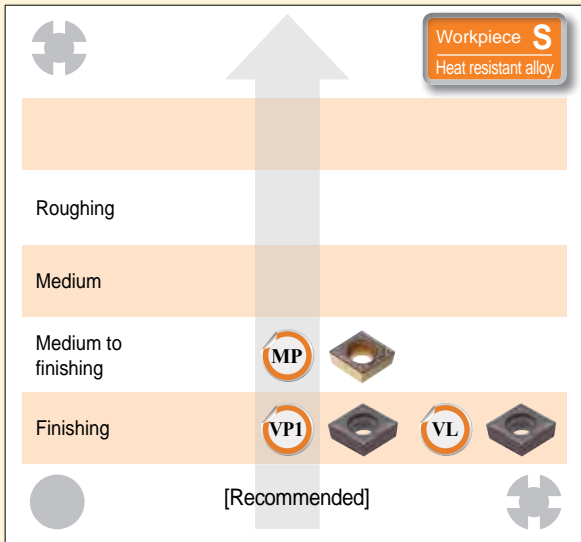 Workpiece S
Heat resistant alloy
Roughing
Medium
Medium to
finishing
MP
Finishing
VP1
VL
[Recommended]